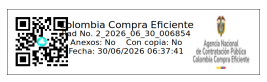 olombia Compra Eficiente
ad No. 2_2026_06_30_006854
Anexos: No Con copia: No
Fecha: 30/06/2026 06:37:41
Agencia Nacional
de Contratación Pública
Colombia Compra Eficiente